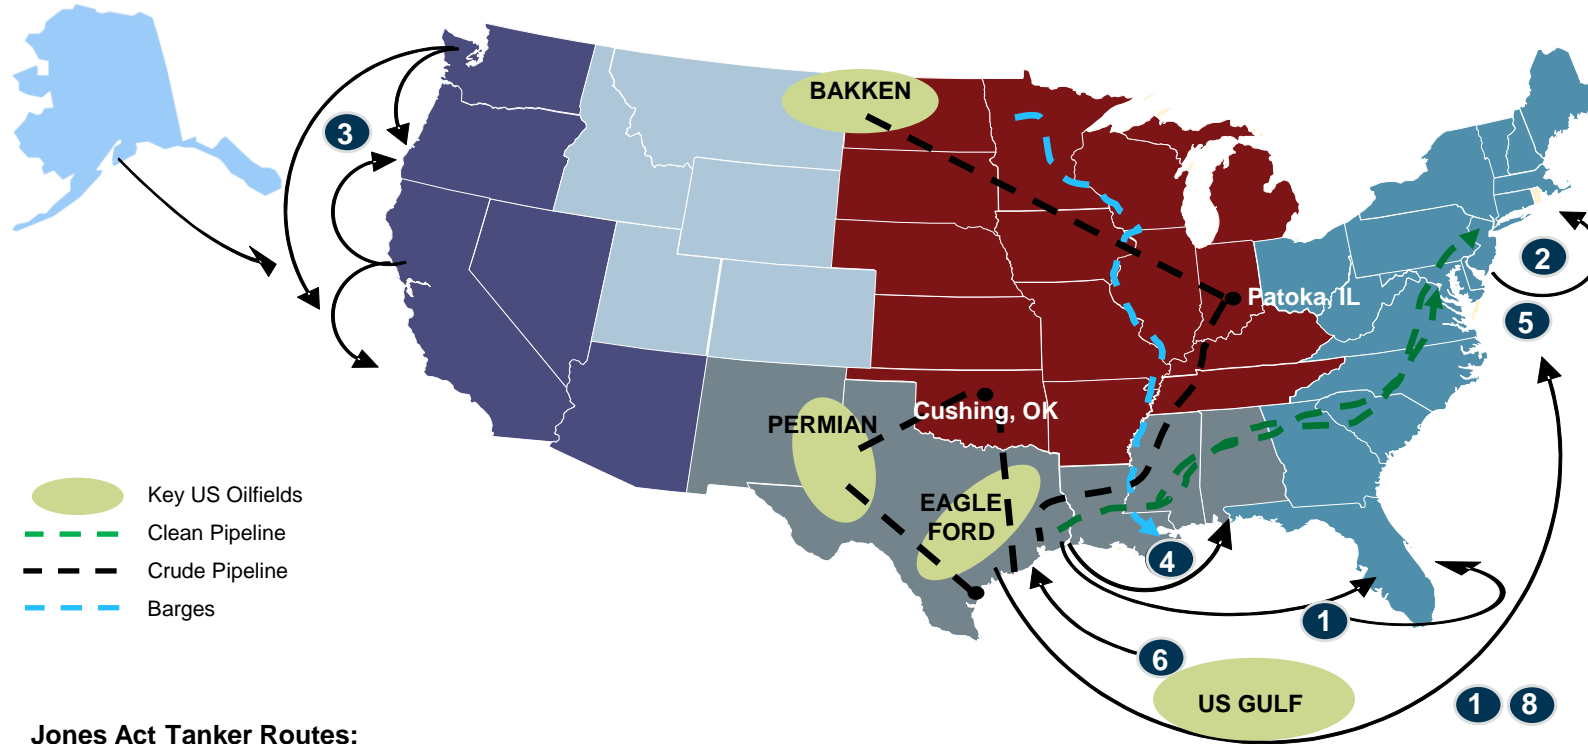 BAKKEN
3
2
Patoka, IL
5
Cushing, OK
PERMIAN
EAGLE
FORD
Key US Oilfields
Clean Pipeline
Crude Pipeline
Barges
4
1
6
US GULF
1 8
Jones Act Tanker Routes: